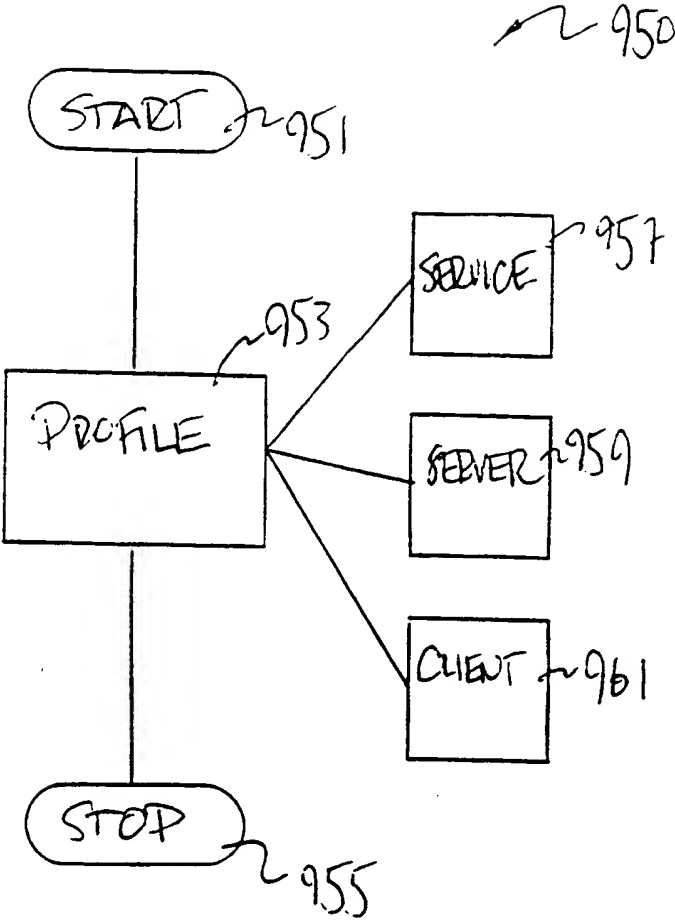 950
START
951
957
SERVICE
953
PROFILE
SERVER
959
CLIENT
961
STOP
955